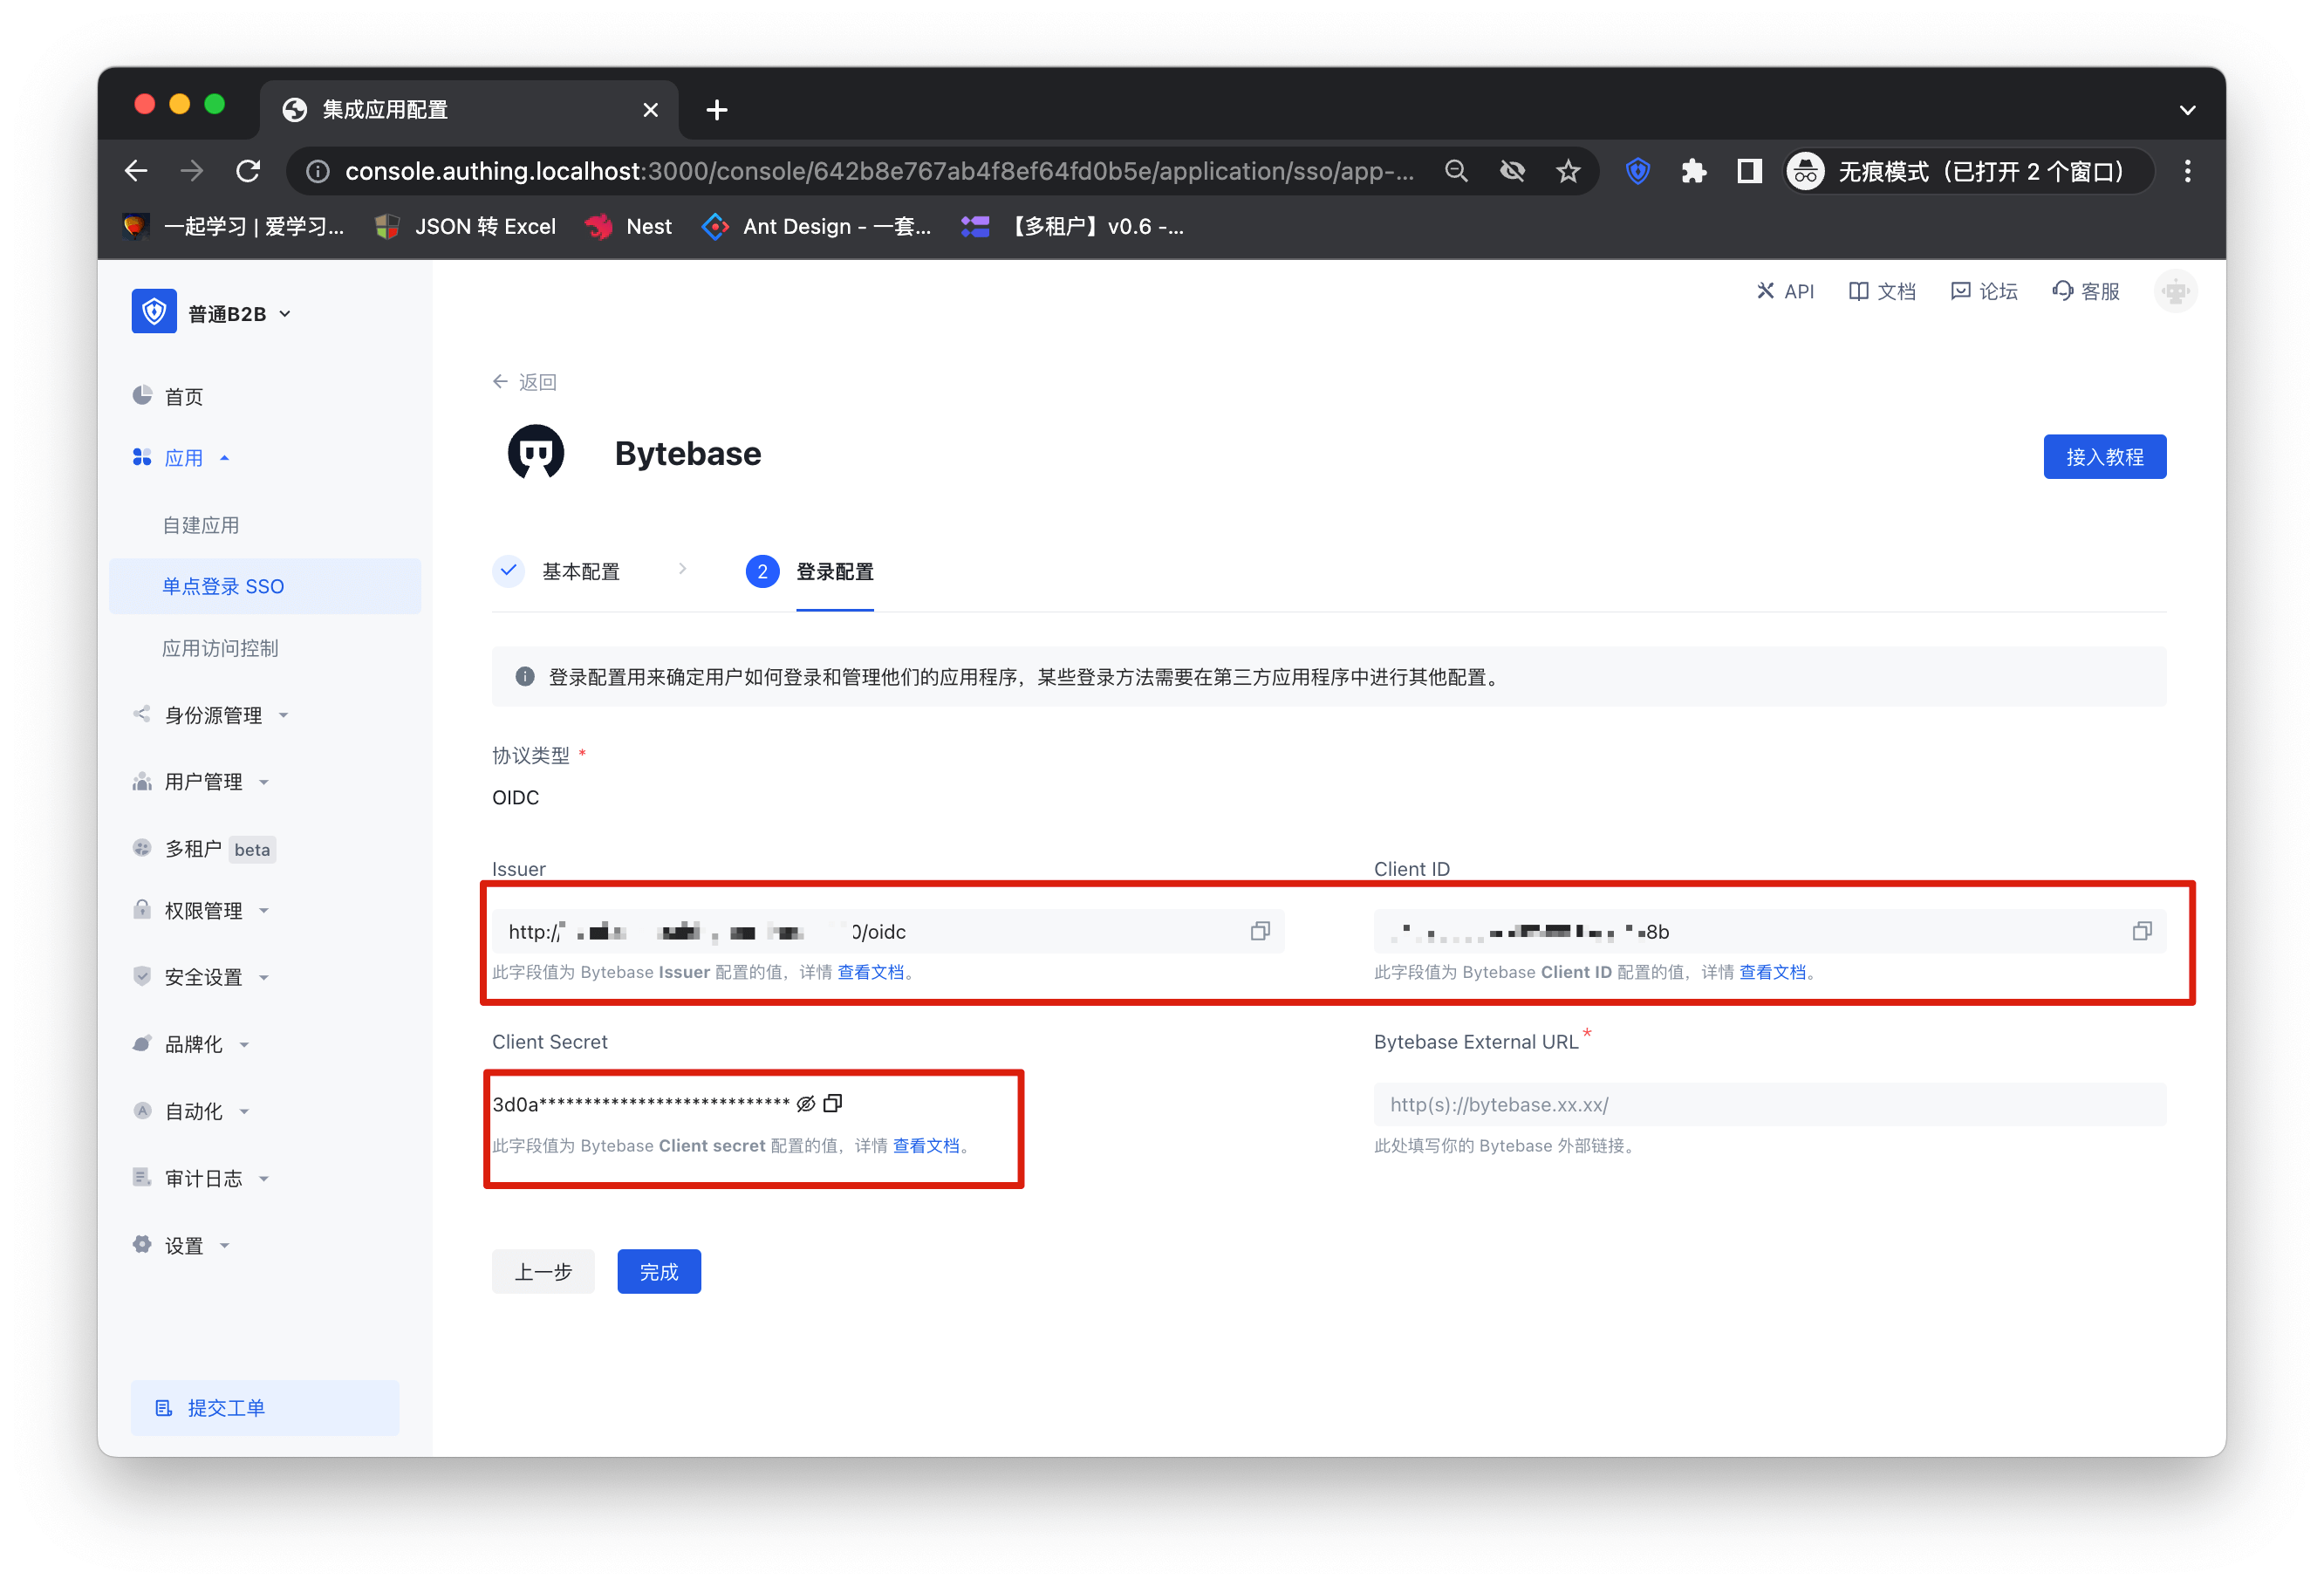 集成应用配置
console.authing.localhost:3000/console/642b8e767ab4f8ef64fd0b5e/application/sso/app-...
无痕模式（已打开 2 个窗口）
一起学习 | 爱学习...
JSON 转 Excel
Nest
Ant Design - 一套...
【多租户】v0.6 -...
普通B2B
API
文档
论坛
客服
首页
应用
自建应用
单点登录 SSO
应用访问控制
身份源管理
用户管理
多租户 beta
权限管理
安全设置
品牌化
自动化
审计日志
设置
提交工单
返回
Bytebase
接入教程
基本配置
2 登录配置
登录配置用来确定用户如何登录和管理他们的应用程序，某些登录方法需要在第三方应用程序中进行其他配置。
协议类型 *
OIDC
Issuer
http:/
0/oidc
此字段值为 Bytebase Issuer 配置的值，详情 查看文档。
Client ID
8b
此字段值为 Bytebase Client ID 配置的值，详情 查看文档。
Client Secret
3d0a****************************
此字段值为 Bytebase Client secret 配置的值，详情 查看文档。
Bytebase External URL *
http(s)://bytebase.xx.xx/
此处填写你的 Bytebase 外部链接。
上一步
完成